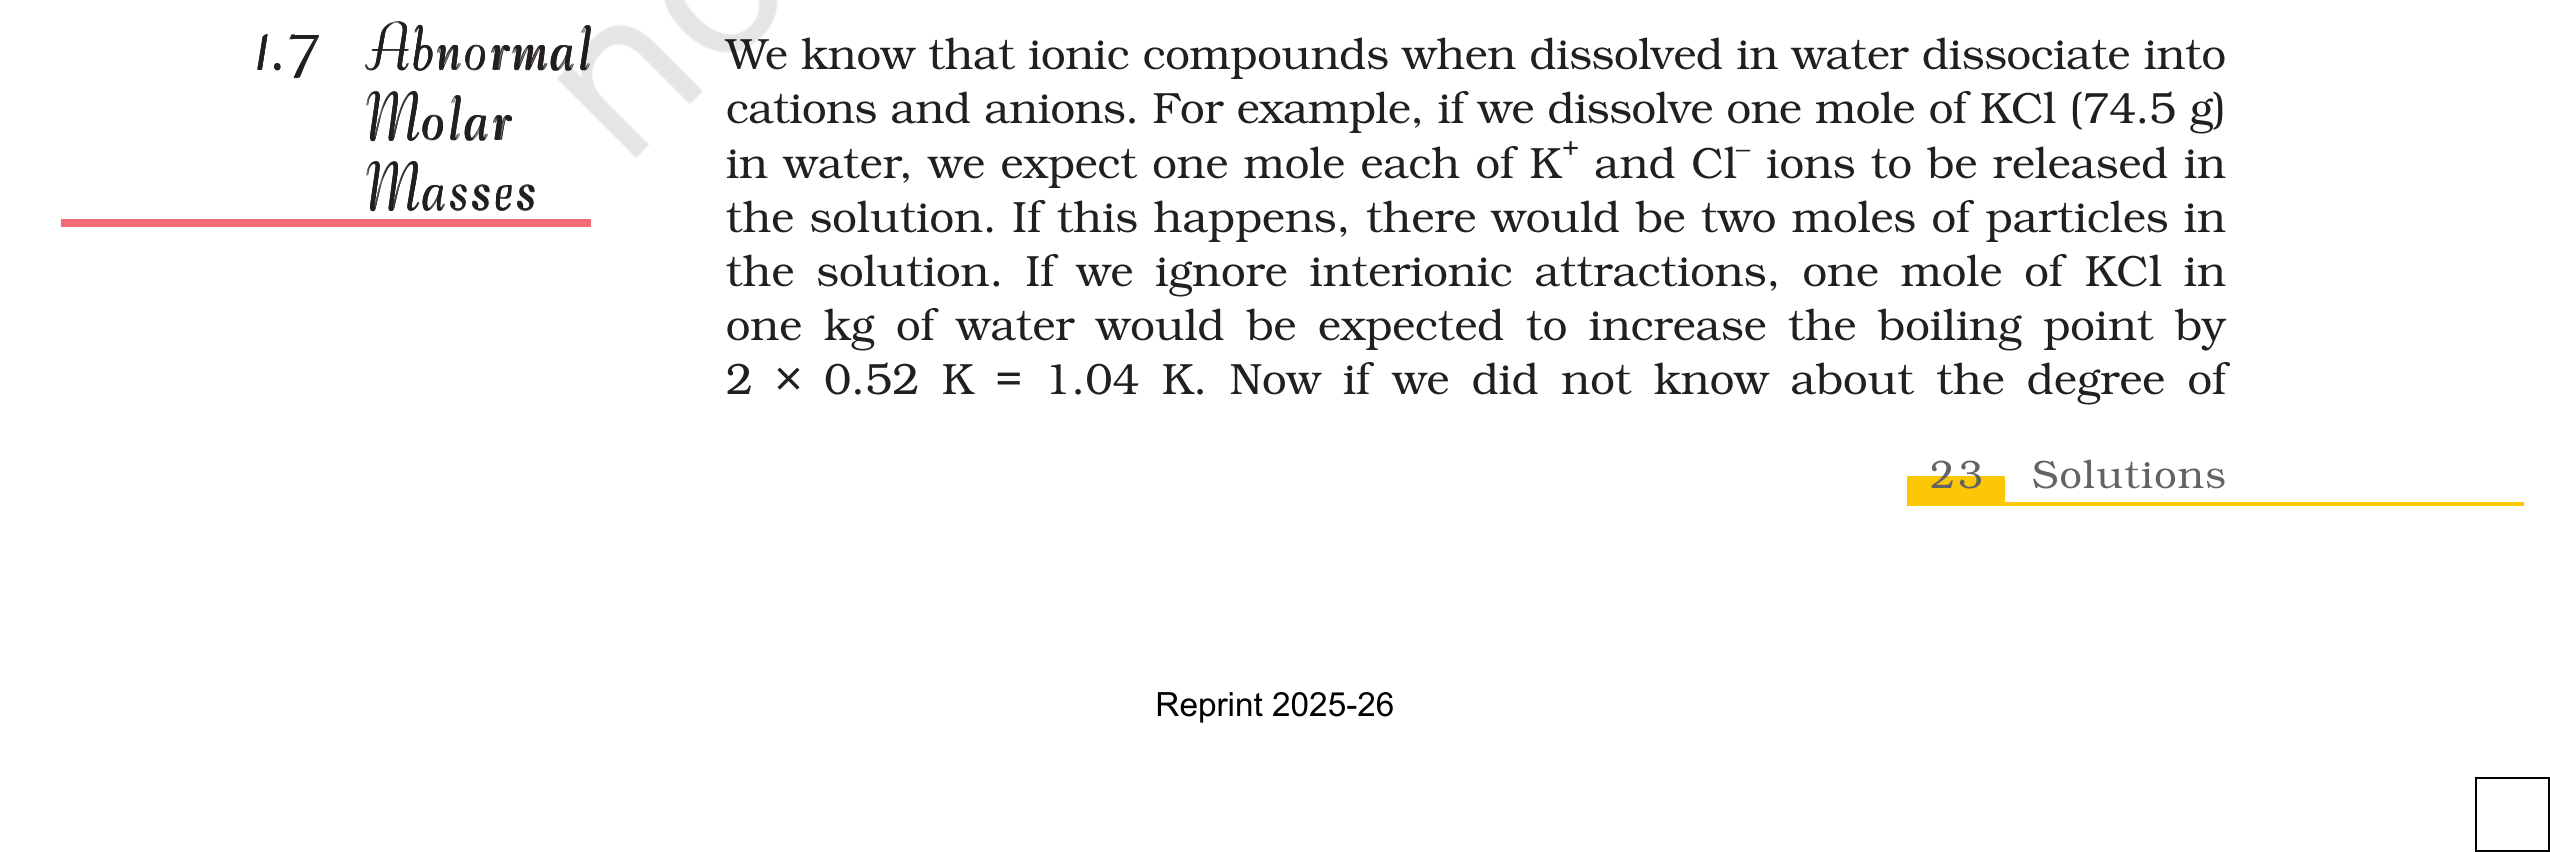 1.7 Abnormal
Molar
Masses
We know that ionic compounds when dissolved in water dissociate into
cations and anions. For example, if we dissolve one mole of KCl (74.5 g)
in water, we expect one mole each of K⁺ and Cl⁻ ions to be released in
the solution. If this happens, there would be two moles of particles in
the solution. If we ignore interionic attractions, one mole of KCl in
one kg of water would be expected to increase the boiling point by
2 × 0.52 K = 1.04 K. Now if we did not know about the degree of
23 Solutions
Reprint 2025-26